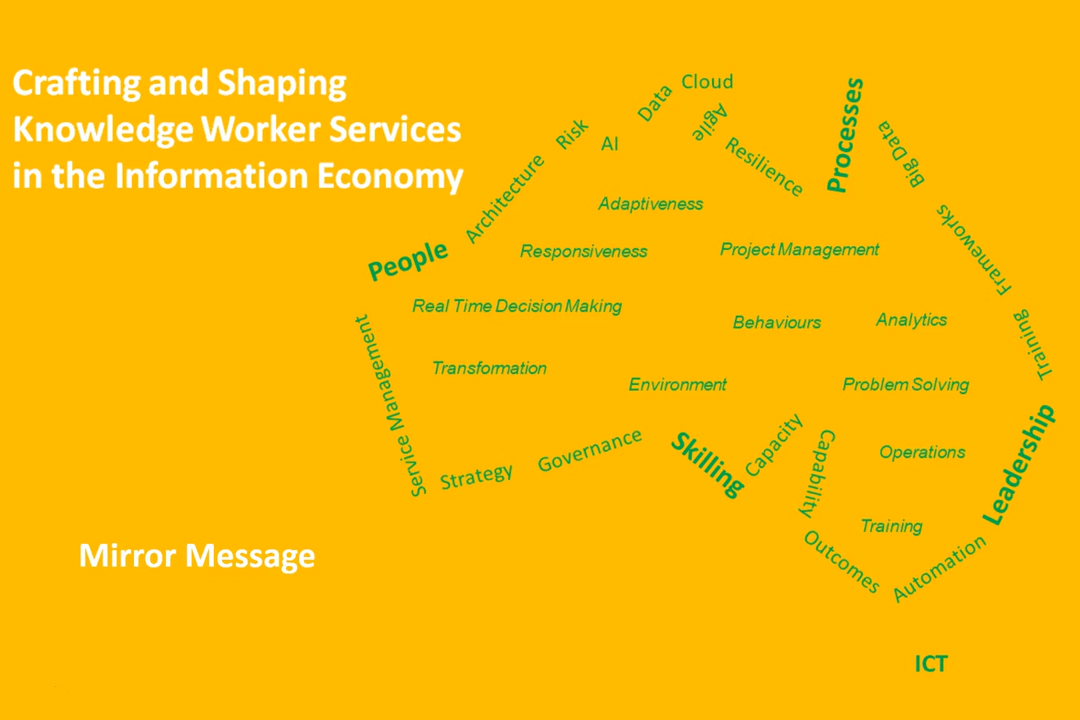 Crafting and Shaping
Knowledge Worker Services
in the Information Economy
Cloud
Data
Agile
Risk
AI
Resilience
Processes
Big Data
Architecture
Adaptiveness
Frameworks
People
Responsiveness
Project Management
Real Time Decision Making
Behaviours
Analytics
Training
Service Management
Transformation
Environment
Problem Solving
Governance
Strategy
Skilling
Capacity
Capability
Operations
Leadership
Training
Outcomes
Automation
Mirror Message
ICT